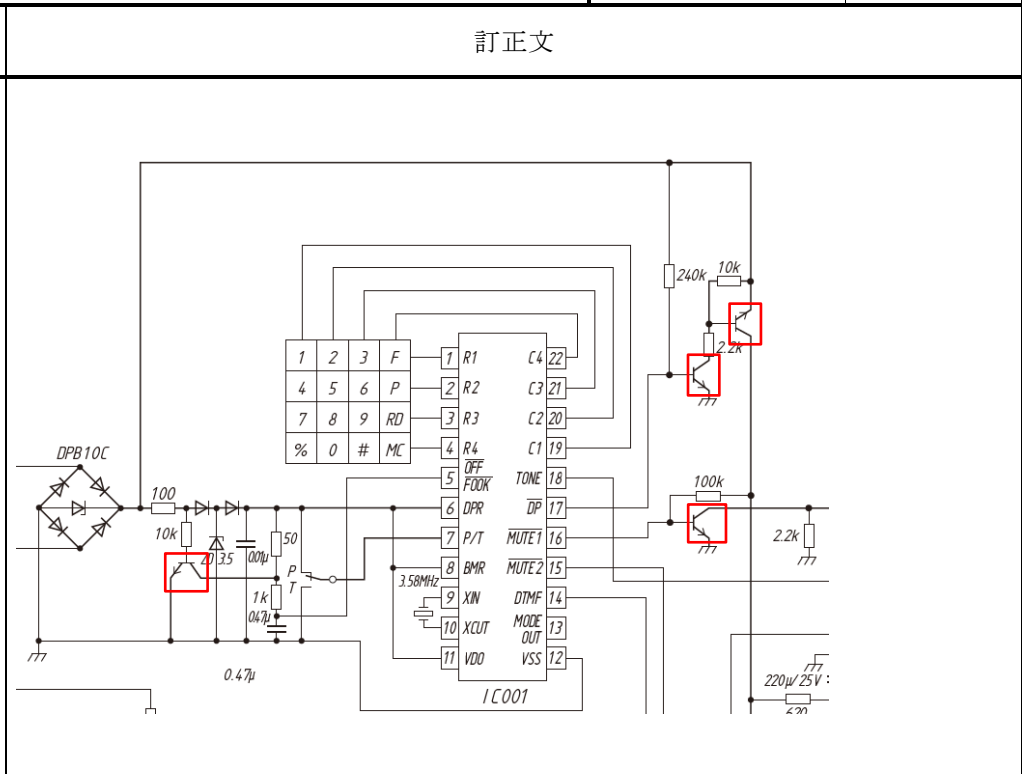 訂正文
240k
10k
2.2k
1 2 3 F
4 5 6 P
7 8 9 RD
% 0 # MC
1 R1
2 R2
3 R3
4 R4
5 OFF FOOK
6 DPR
7 P/T
8 BMR
9 XIN
10 XCUT
11 VDO
C4 22
C3 21
C2 20
C1 19
TONE 18
DP 17
MUTE1 16
MUTE2 15
DTMF 14
MODE OUT 13
VSS 12
IC001
DPB10C
100
10k
3.5
0.01μ
50
P
T
1k
0.47μ
3.58MHz
0.47μ
100k
2.2k
220μ/25V
620